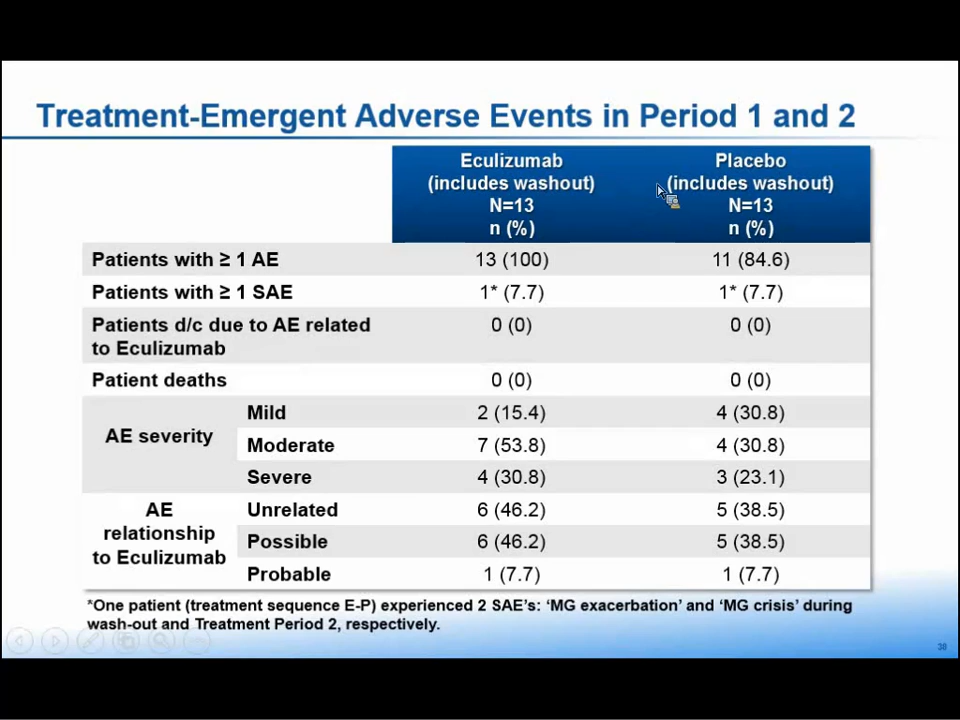 Treatment-Emergent Adverse Events in Period 1 and 2
Eculizumab
(includes washout)
N=13
n (%)
Placebo
(includes washout)
N=13
n (%)
Patients with ≥ 1 AE 13 (100) 11 (84.6)
Patients with ≥ 1 SAE 1* (7.7) 1* (7.7)
Patients d/c due to AE related
to Eculizumab
0 (0) 0 (0)
Patient deaths 0 (0) 0 (0)
AE severity
Mild 2 (15.4) 4 (30.8)
Moderate 7 (53.8) 4 (30.8)
Severe 4 (30.8) 3 (23.1)
AE
relationship
to Eculizumab
Unrelated 6 (46.2) 5 (38.5)
Possible 6 (46.2) 5 (38.5)
Probable 1 (7.7) 1 (7.7)
*One patient (treatment sequence E-P) experienced 2 SAE's: ‘MG exacerbation’ and ‘MG crisis’ during
wash-out and Treatment Period 2, respectively.
38